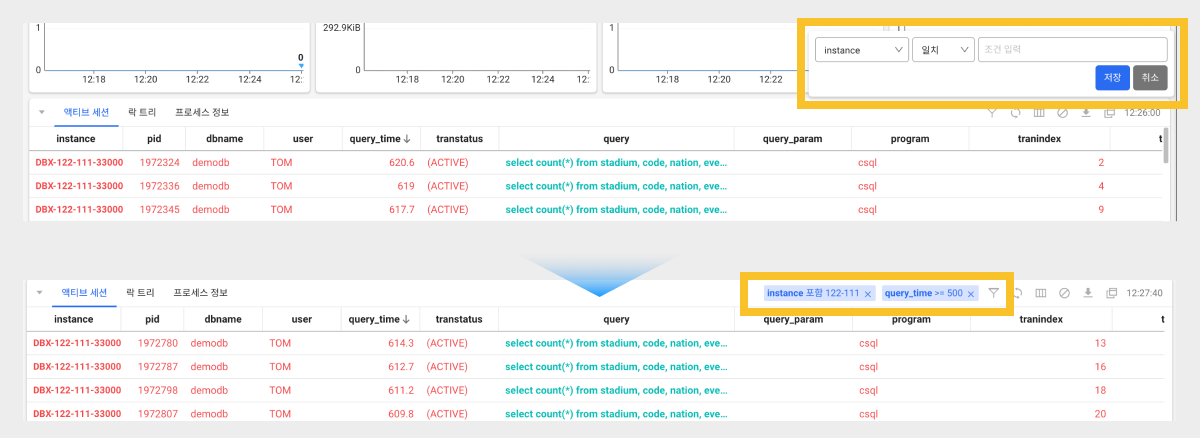 1 292.9KiB 1
0 0 0 0
12:18 12:20 12:22 12:24 12: 12:18 12:20 12:22 12:24 12: 12:18 12:20 12:22
instance 일치 조건 입력
저장 취소
액티브 세션 락 트리 프로세스 정보 12:26:00
instance pid dbname user query_time ↓ transtatus query query_param program tranindex t
DBX-122-111-33000 1972324 demodb TOM 620.6 (ACTIVE) select count(*) from stadium, code, nation, eve... csql 2
DBX-122-111-33000 1972336 demodb TOM 619 (ACTIVE) select count(*) from stadium, code, nation, eve... csql 4
DBX-122-111-33000 1972345 demodb TOM 617.7 (ACTIVE) select count(*) from stadium, code, nation, eve... csql 9
액티브 세션 락 트리 프로세스 정보 instance 포함 122-111 × query_time >= 500 × 12:27:40
instance pid dbname user query_time ↓ transtatus query query_param program tranindex t
DBX-122-111-33000 1972780 demodb TOM 614.3 (ACTIVE) select count(*) from stadium, code, nation, eve... csql 13
DBX-122-111-33000 1972787 demodb TOM 612.7 (ACTIVE) select count(*) from stadium, code, nation, eve... csql 16
DBX-122-111-33000 1972798 demodb TOM 611.2 (ACTIVE) select count(*) from stadium, code, nation, eve... csql 18
DBX-122-111-33000 1972807 demodb TOM 609.8 (ACTIVE) select count(*) from stadium, code, nation, eve... csql 20